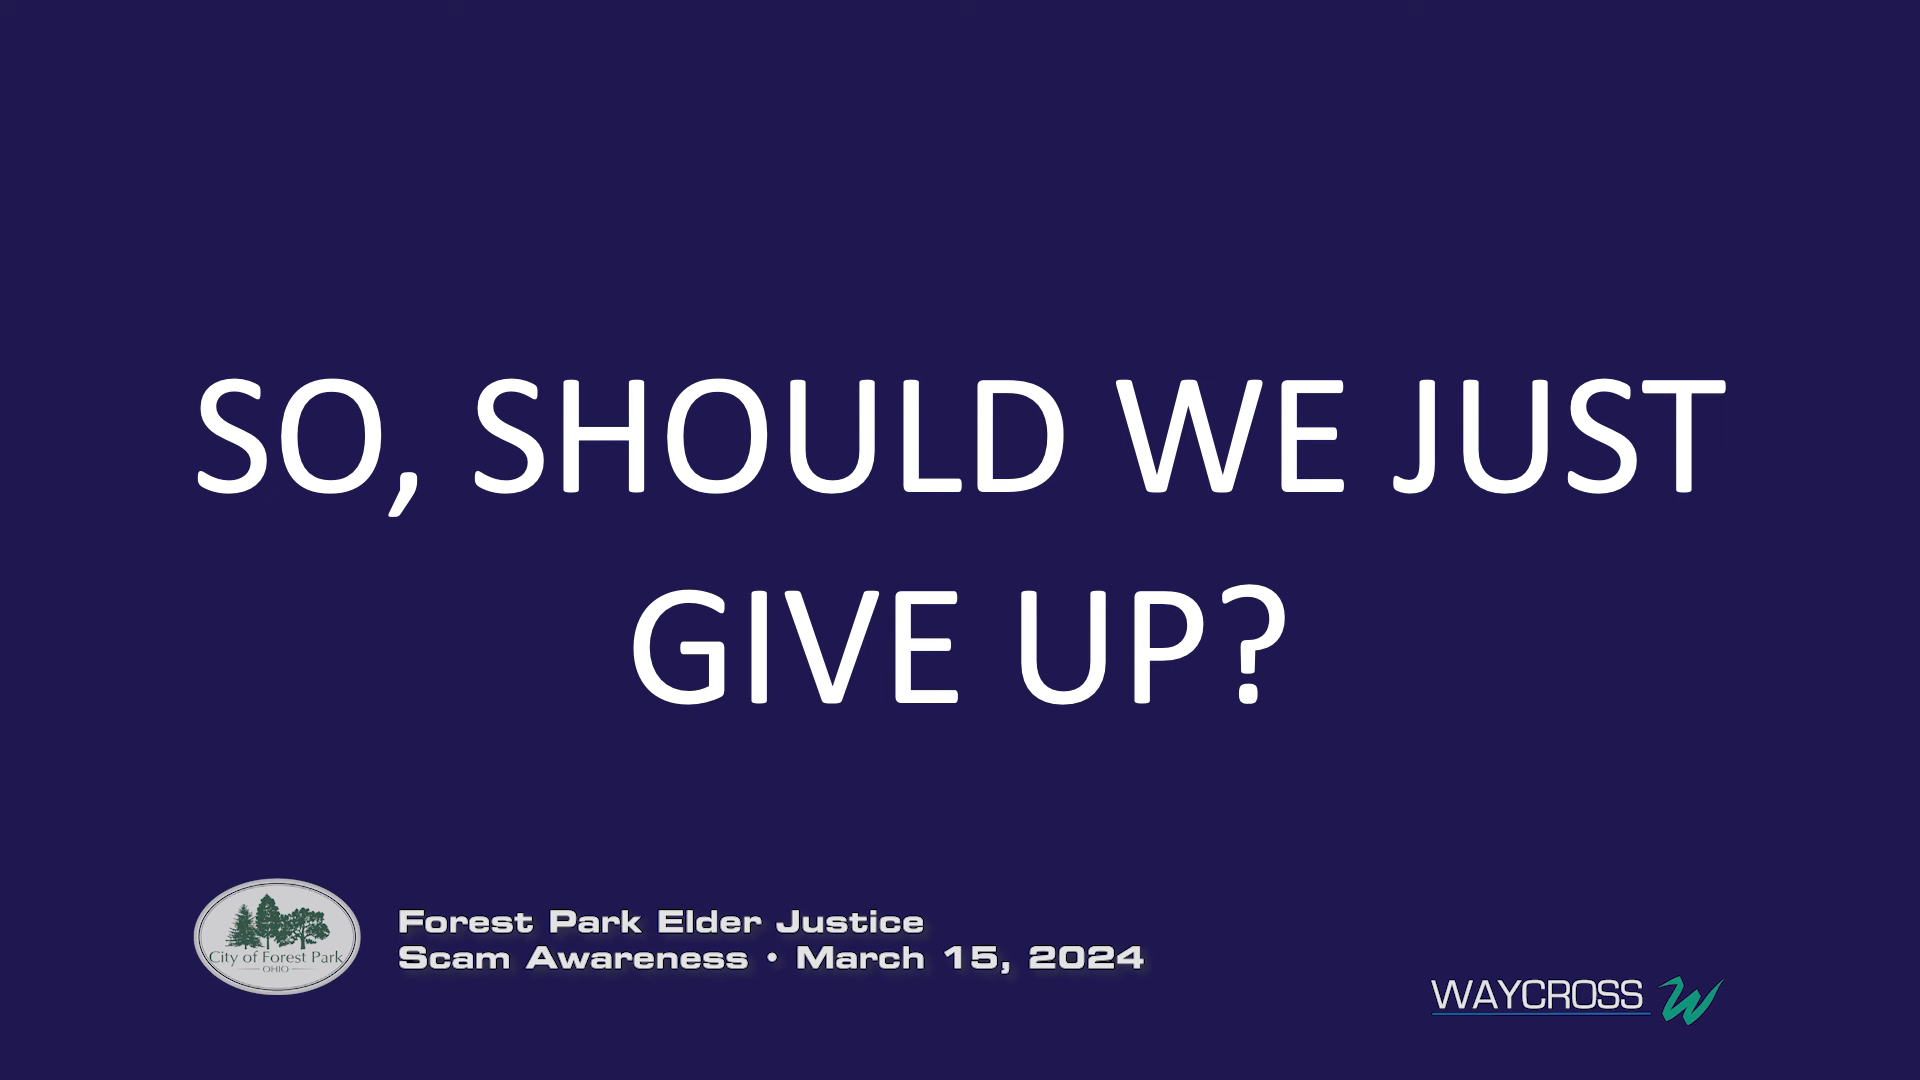 SO, SHOULD WE JUST
GIVE UP?
City of Forest Park
OHIO
Forest Park Elder Justice
Scam Awareness • March 15, 2024
WAYCROSS W